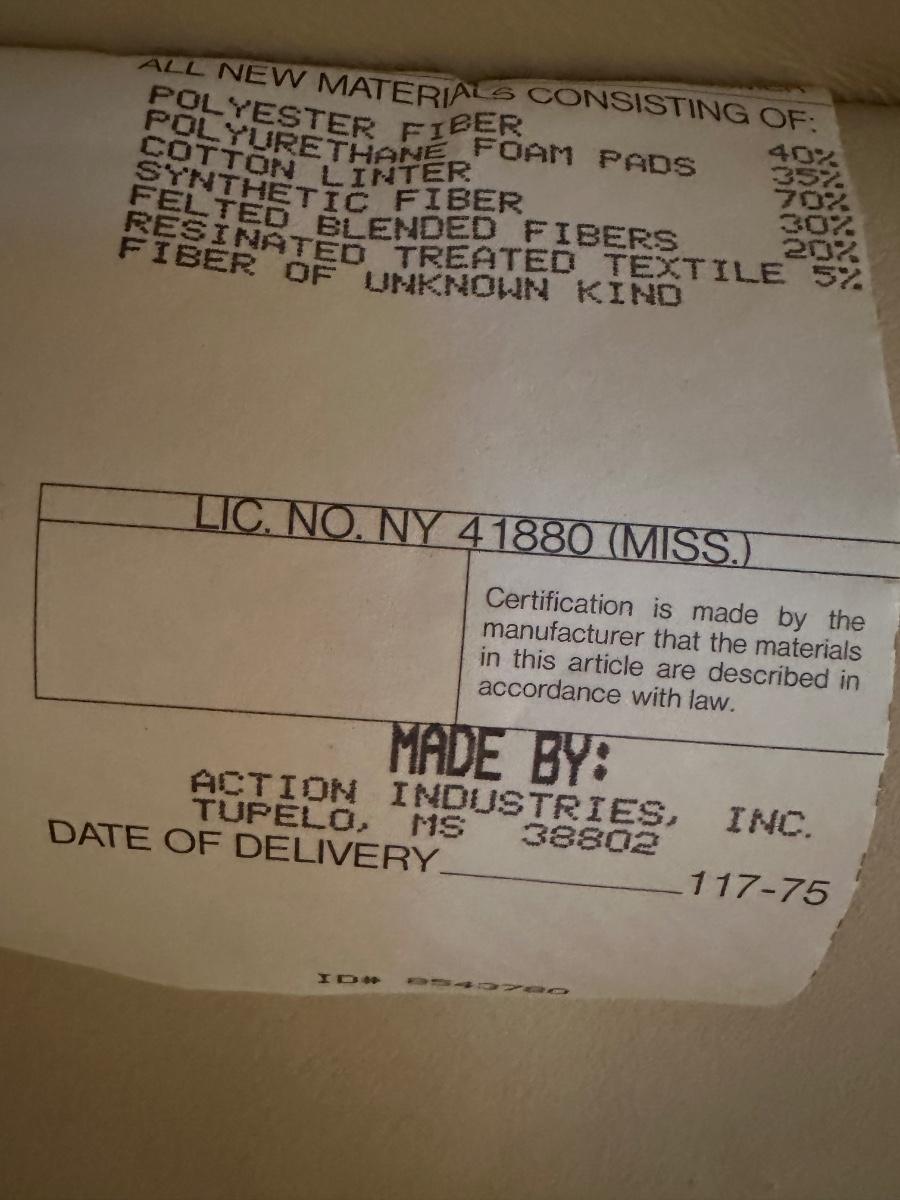 ALL NEW MATERIALS CONSISTING OF:
POLYESTER FIBER 40%
POLYURETHANE FOAM PADS 35%
COTTON LINTER 70%
SYNTHETIC FIBER 30%
FELTED BLENDED FIBERS 20%
RESINATED TREATED TEXTILE 5%
FIBER OF UNKNOWN KIND
LIC. NO. NY 41880 (MISS.)
Certification is made by the
manufacturer that the materials
in this article are described in
accordance with law.
MADE BY:
ACTION INDUSTRIES, INC.
TUPELO, MS 38802
DATE OF DELIVERY 117-75
ID# 8543780